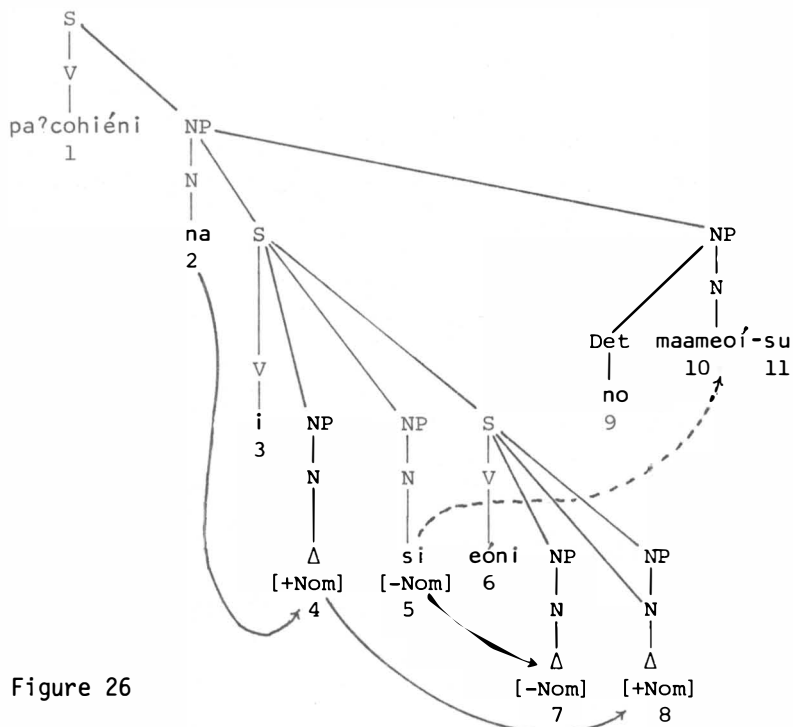 S
V
pa?cohiéni NP
1
N
na S NP
2
N
Det maameoí-su
10 11
V no
i NP NP S 9
3
N N V
Δ si eóni NP NP
[+Nom] [-Nom] 6
4 5 N N
Δ Δ
Figure 26 [-Nom] [+Nom]
7 8